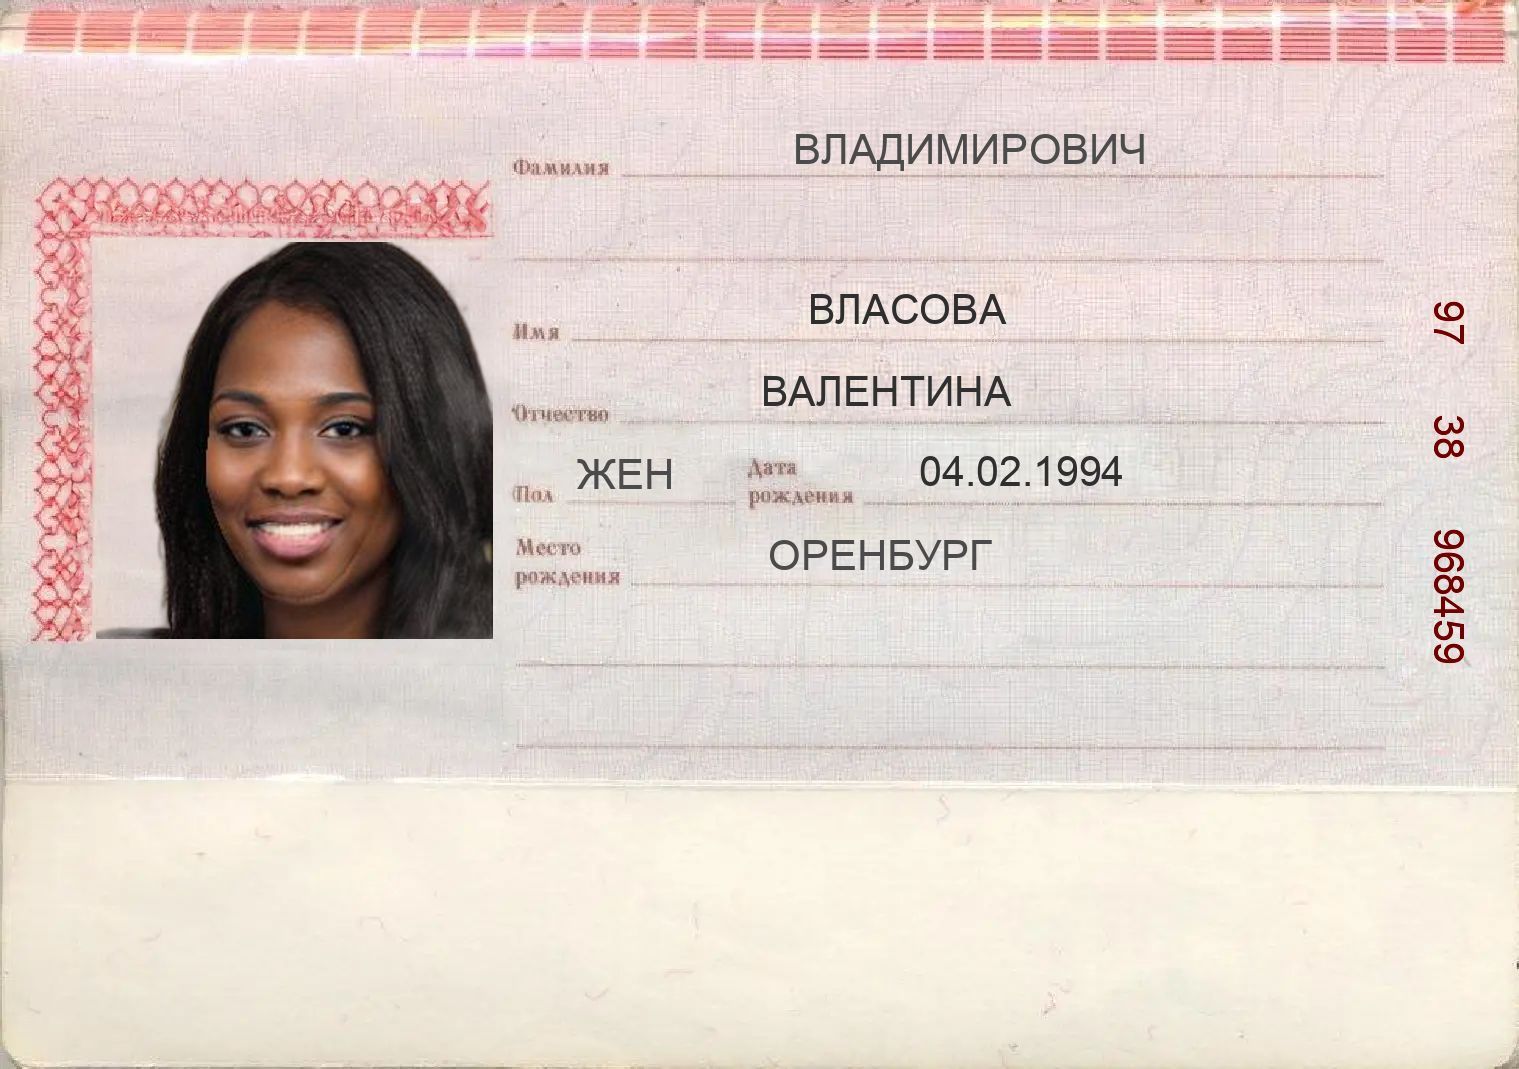 Фамилия ВЛАДИМИРОВИЧ
Имя ВЛАСОВА
Отчество ВАЛЕНТИНА
Пол ЖЕН Дата рождения 04.02.1994
Место рождения ОРЕНБУРГ
97 38 968459